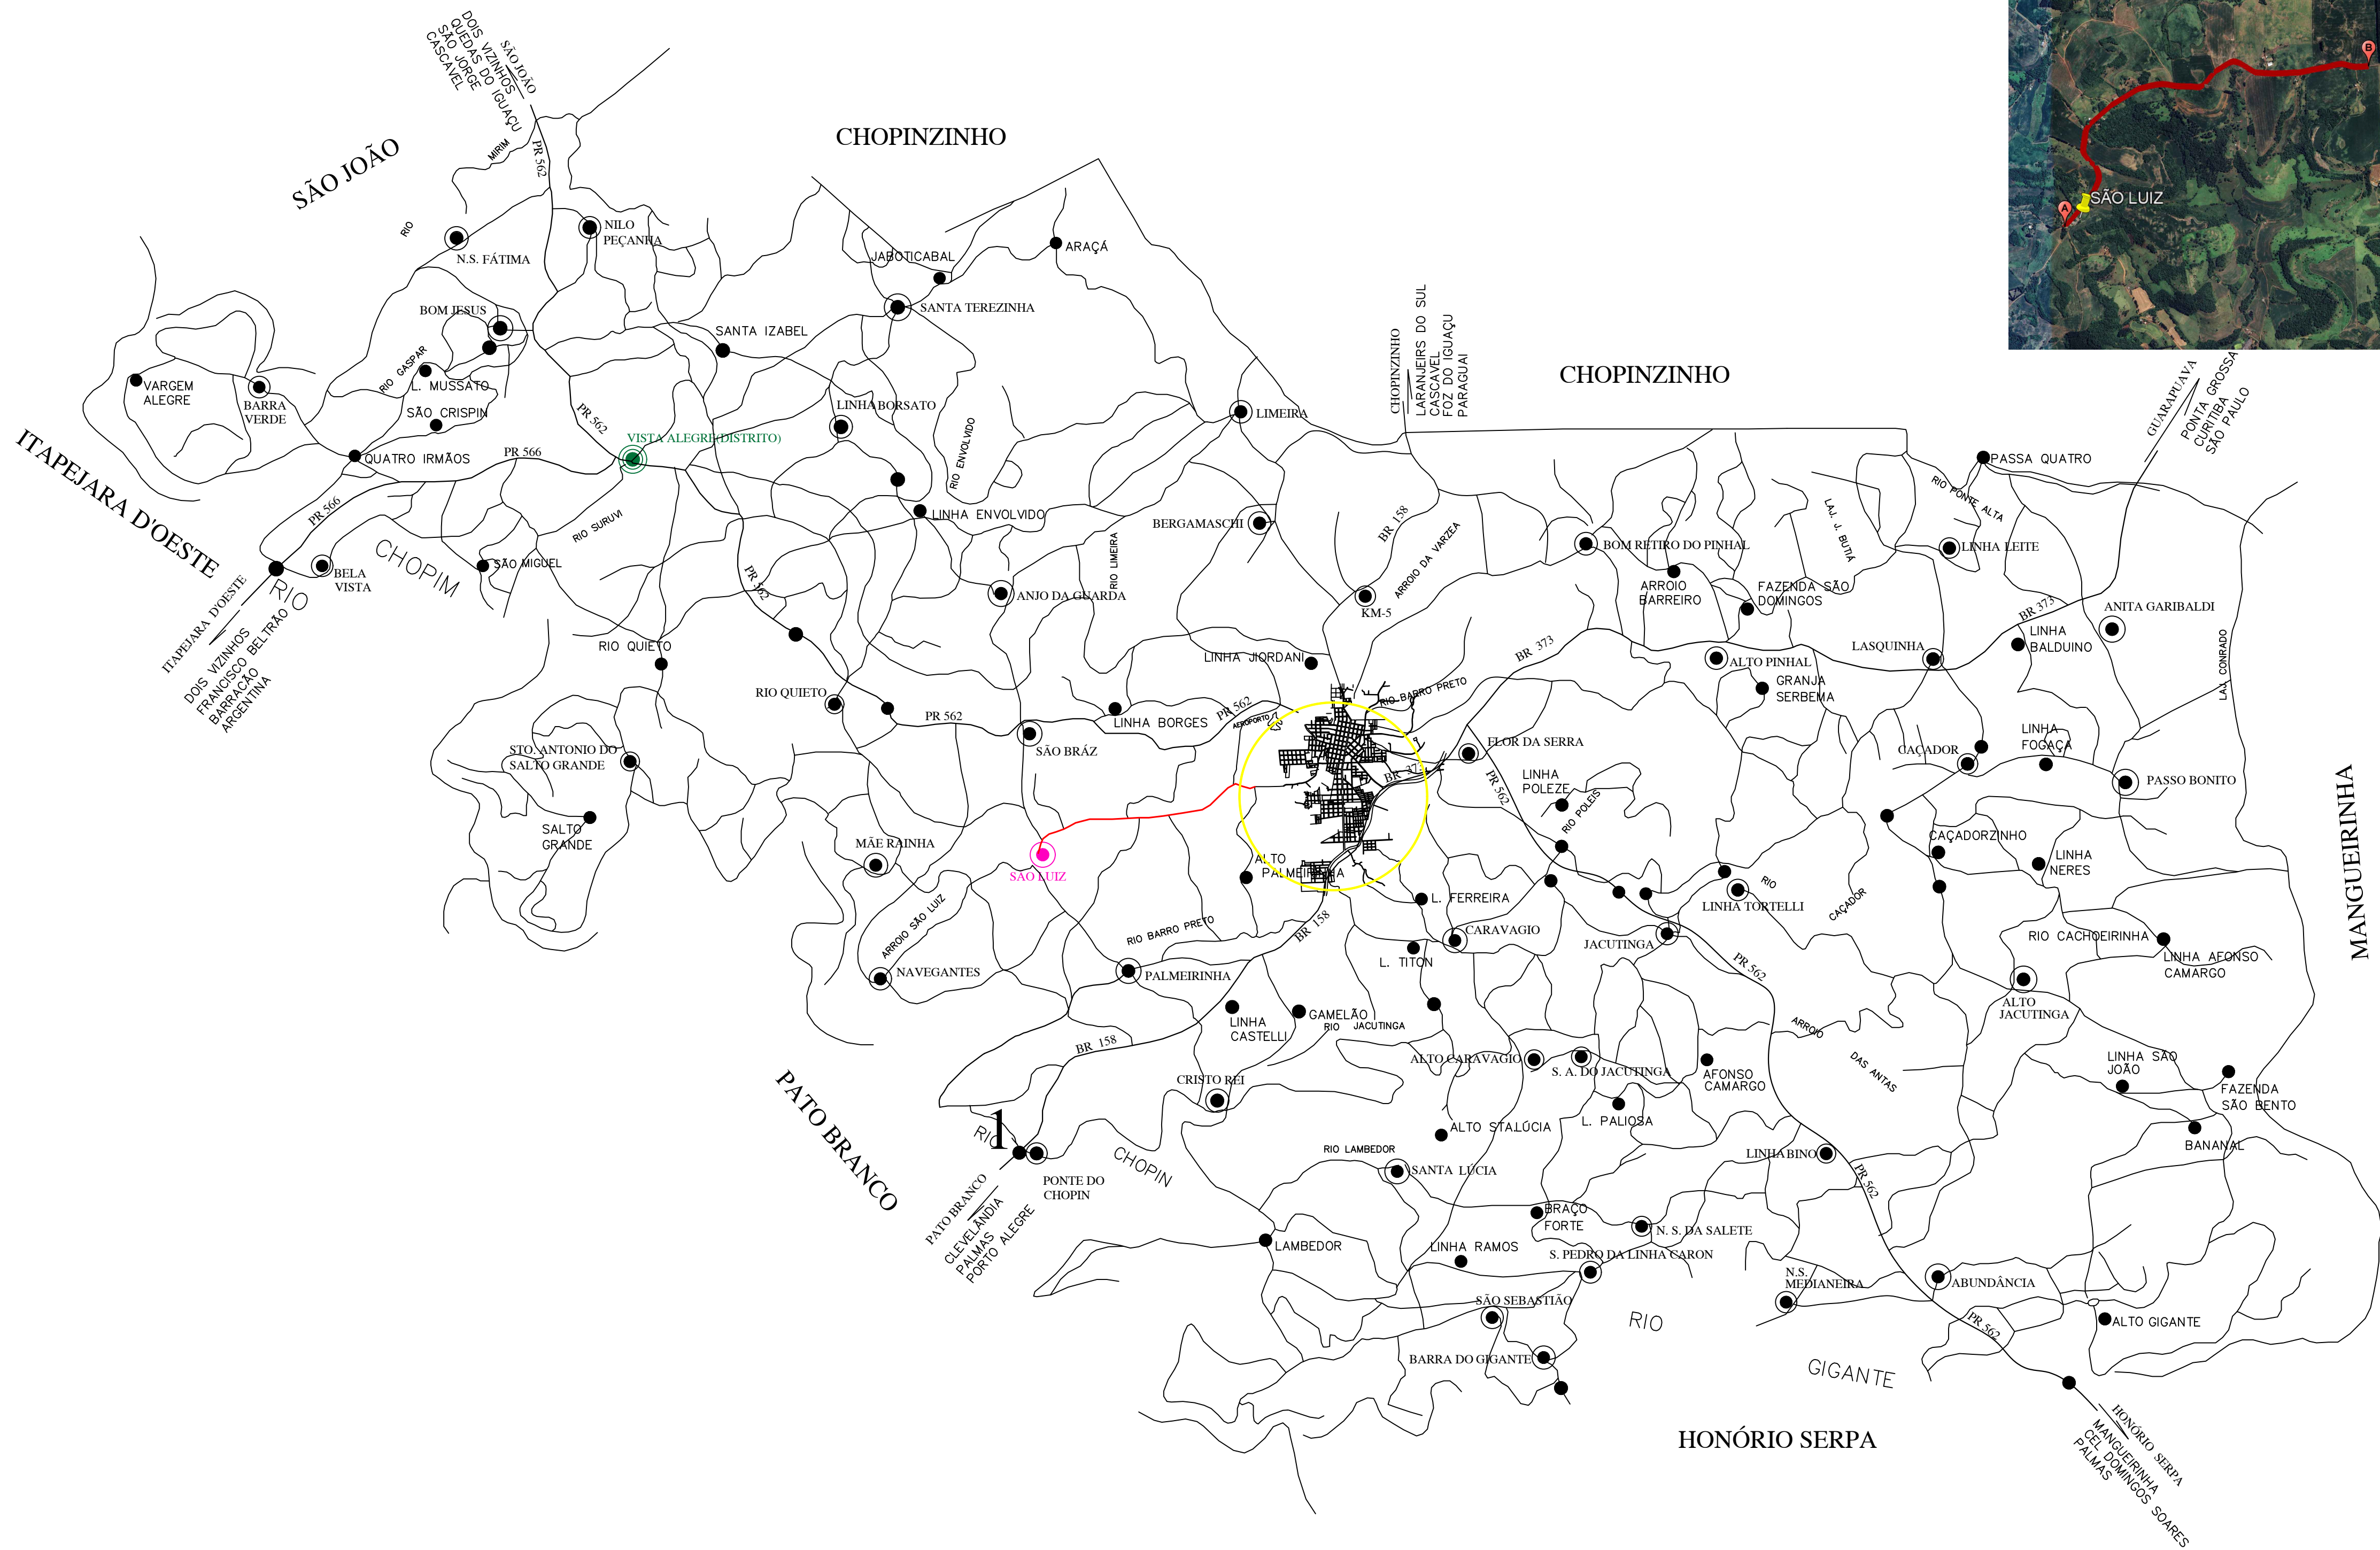 DOIS VIZINHOS
QUEDAS DO IGUAÇU
SÃO JORGE
CASCAVEL
SÃO JOÃO
B
SÃO LUIZ
A
SÃO JOÃO
CHOPINZINHO
PR 562
MIRIM
RIO
N.S. FÁTIMA
NILO
PEÇANHA
JABOTICABAL
ARAÇÁ
SANTA TEREZINHA
BOM JESUS
SANTA IZABEL
RIO GASPAR
L. MUSSATO
SÃO CRISPIN
VARGEM
ALEGRE
BARRA
VERDE
LINHA BORSATO
LIMEIRA
CHOPINZINHO
LARANJEIRS DO SUL
CASCAVEL
FOZ DO IGUAÇU
PARAGUAI
CHOPINZINHO
GUARAPUAVA
PONTA GROSSA
CURITIBA
SÃO PAULO
PR 562
VISTA ALEGRE(DISTRITO)
QUATRO IRMÃOS
PR 566
PR 566
ITAPEJARA D'OESTE
RIO ENVOLVIDO
LINHA ENVOLVIDO
RIO SURUVI
CHOPIM
RIO
SÃO MIGUEL
BELA
VISTA
ITAPEJARA D'OESTE
DOIS VIZINHOS
FRANCISCO BELTRÃO
BARRACÃO
ARGENTINA
PR 562
RIO LIMEIRA
ANJO DA GUARDA
BERGAMASCHI
BR 158
ARROIO DA VARZEA
KM-5
BOM RETIRO DO PINHAL
ARROIO
BARREIRO
FAZENDA SÃO
DOMINGOS
LAJ. J. BUTIÁ
PASSA QUATRO
RIO PONTE ALTA
LINHA LEITE
BR 373
ANITA GARIBALDI
LINHA
BALDUINO
LAJ. CONRADO
LASQUINHA
ALTO PINHAL
GRANJA
SERBEMA
BR 373
LINHA JIORDANI
RIO BARRO PRETO
RIO QUIETO
RIO QUIETO
PR 562
SÃO BRÁZ
LINHA BORGES
PR 562
AEROPORTO
STO. ANTONIO DO
SALTO GRANDE
SALTO
GRANDE
FLOR DA SERRA
BR 373
PR 562
LINHA
POLEZE
RIO POLEIS
CAÇADOR
LINHA
FOGAÇA
PASSO BONITO
MANGUEIRINHA
CAÇADORZINHO
LINHA
NERES
MÃE RAINHA
SÃO LUIZ
ALTO
PALMEIRINHA
L. FERREIRA
LINHA TORTELLI
RIO
CAÇADOR
ARROIO SÃO LUIZ
RIO BARRO PRETO
BR 158
CARAVAGIO
L. TITON
JACUTINGA
PR 562
RIO CACHOEIRINHA
LINHA AFONSO
CAMARGO
NAVEGANTES
PALMEIRINHA
LINHA
CASTELLI
GAMELÃO
RIO JACUTINGA
ALTO
JACUTINGA
BR 158
ARROIO
DAS ANTAS
ALTO CARAVAGIO
S. A. DO JACUTINGA
AFONSO
CAMARGO
LINHA SÃO
JOÃO
FAZENDA
SÃO BENTO
CRISTO REI
PATO BRANCO
1
RIO
CHOPIN
PONTE DO
CHOPIN
PATO BRANCO
CLEVELÂNDIA
PALMAS
PORTO ALEGRE
ALTO STA.LÚCIA
L. PALIOSA
BANANAL
RIO LAMBEDOR
SANTA LÚCIA
LINHA BINO
PR 562
BRAÇO
FORTE
N. S. DA SALETE
LAMBEDOR
LINHA RAMOS
S. PEDRO DA LINHA CARON
N.S.
MEDIANEIRA
ABUNDÂNCIA
SÃO SEBASTIÃO
RIO
PR 562
ALTO GIGANTE
BARRA DO GIGANTE
GIGANTE
HONÓRIO SERPA
HONÓRIO SERPA
MANGUEIRINHA
CEL DOMINGOS SOARES
PALMAS